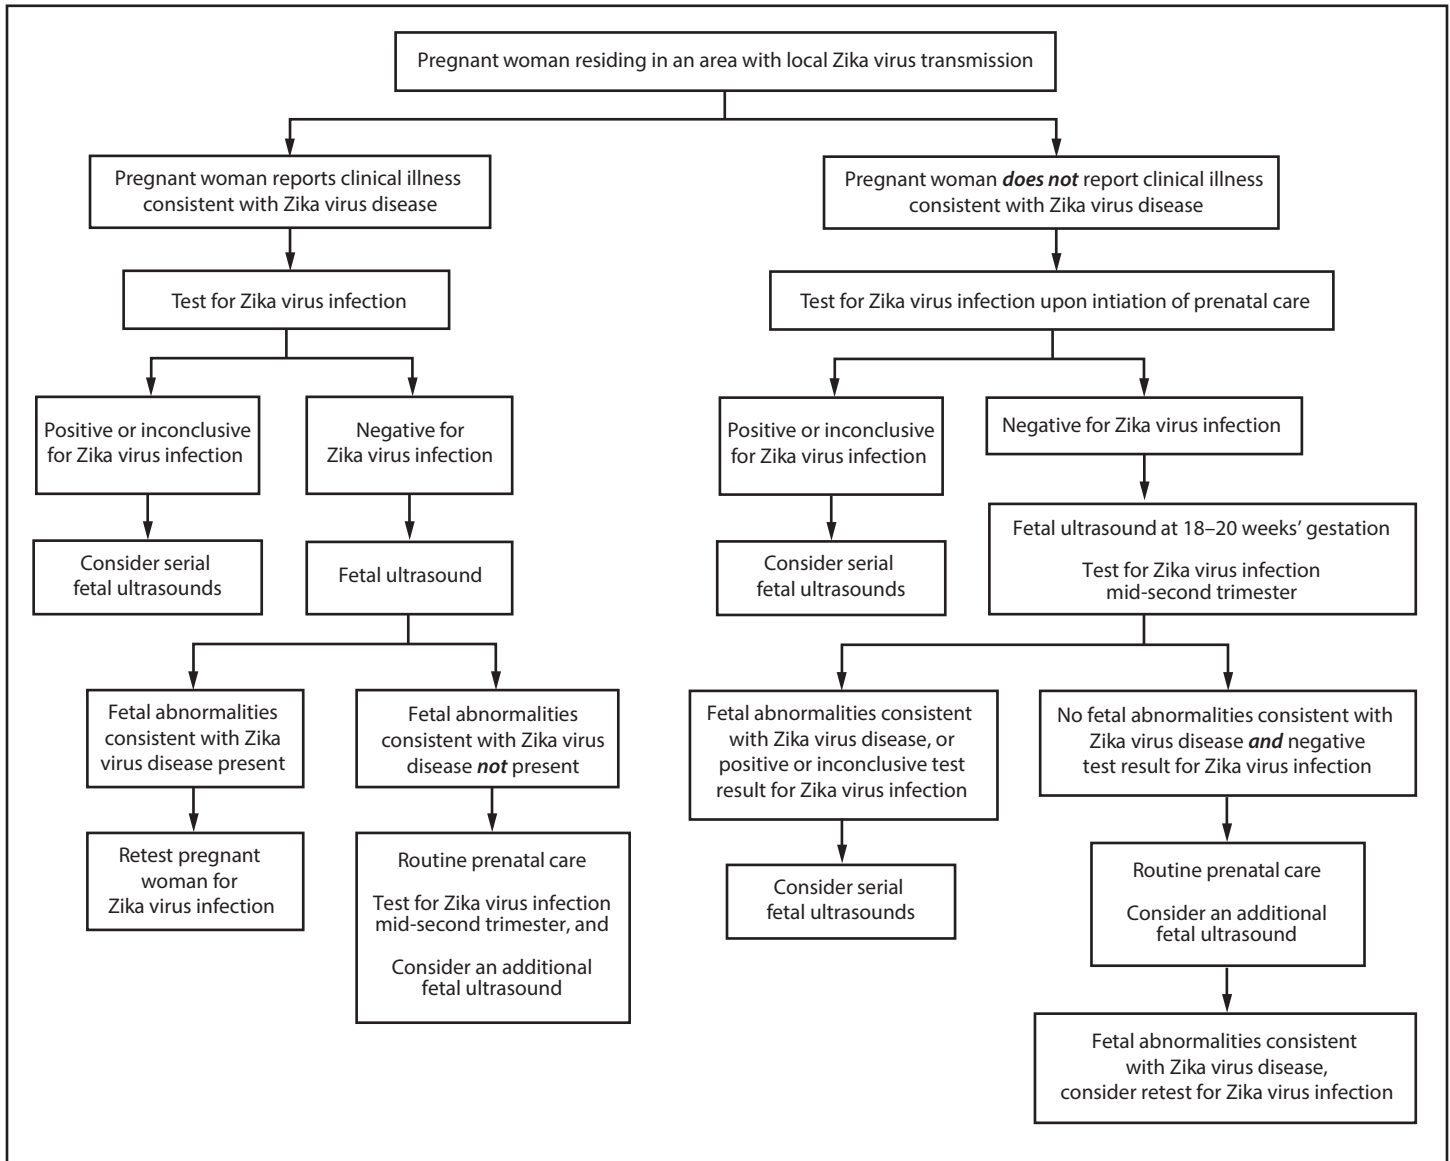 Pregnant woman residing in an area with local Zika virus transmission
Pregnant woman reports clinical illness
consistent with Zika virus disease
Pregnant woman does not report clinical illness
consistent with Zika virus disease
Test for Zika virus infection
Test for Zika virus infection upon intiation of prenatal care
Positive or inconclusive
for Zika virus infection
Negative for
Zika virus infection
Positive or inconclusive
for Zika virus infection
Negative for Zika virus infection
Consider serial
fetal ultrasounds
Fetal ultrasound
Consider serial
fetal ultrasounds
Fetal ultrasound at 18–20 weeks’ gestation
Test for Zika virus infection
mid-second trimester
Fetal abnormalities
consistent with Zika
virus disease present
Fetal abnormalities
consistent with Zika virus
disease not present
Fetal abnormalities consistent
with Zika virus disease, or
positive or inconclusive test
result for Zika virus infection
No fetal abnormalities consistent with
Zika virus disease and negative
test result for Zika virus infection
Retest pregnant
woman for
Zika virus infection
Routine prenatal care
Test for Zika virus infection
mid-second trimester, and
Consider an additional
fetal ultrasound
Consider serial
fetal ultrasounds
Routine prenatal care
Consider an additional
fetal ultrasound
Fetal abnormalities consistent
with Zika virus disease,
consider retest for Zika virus infection